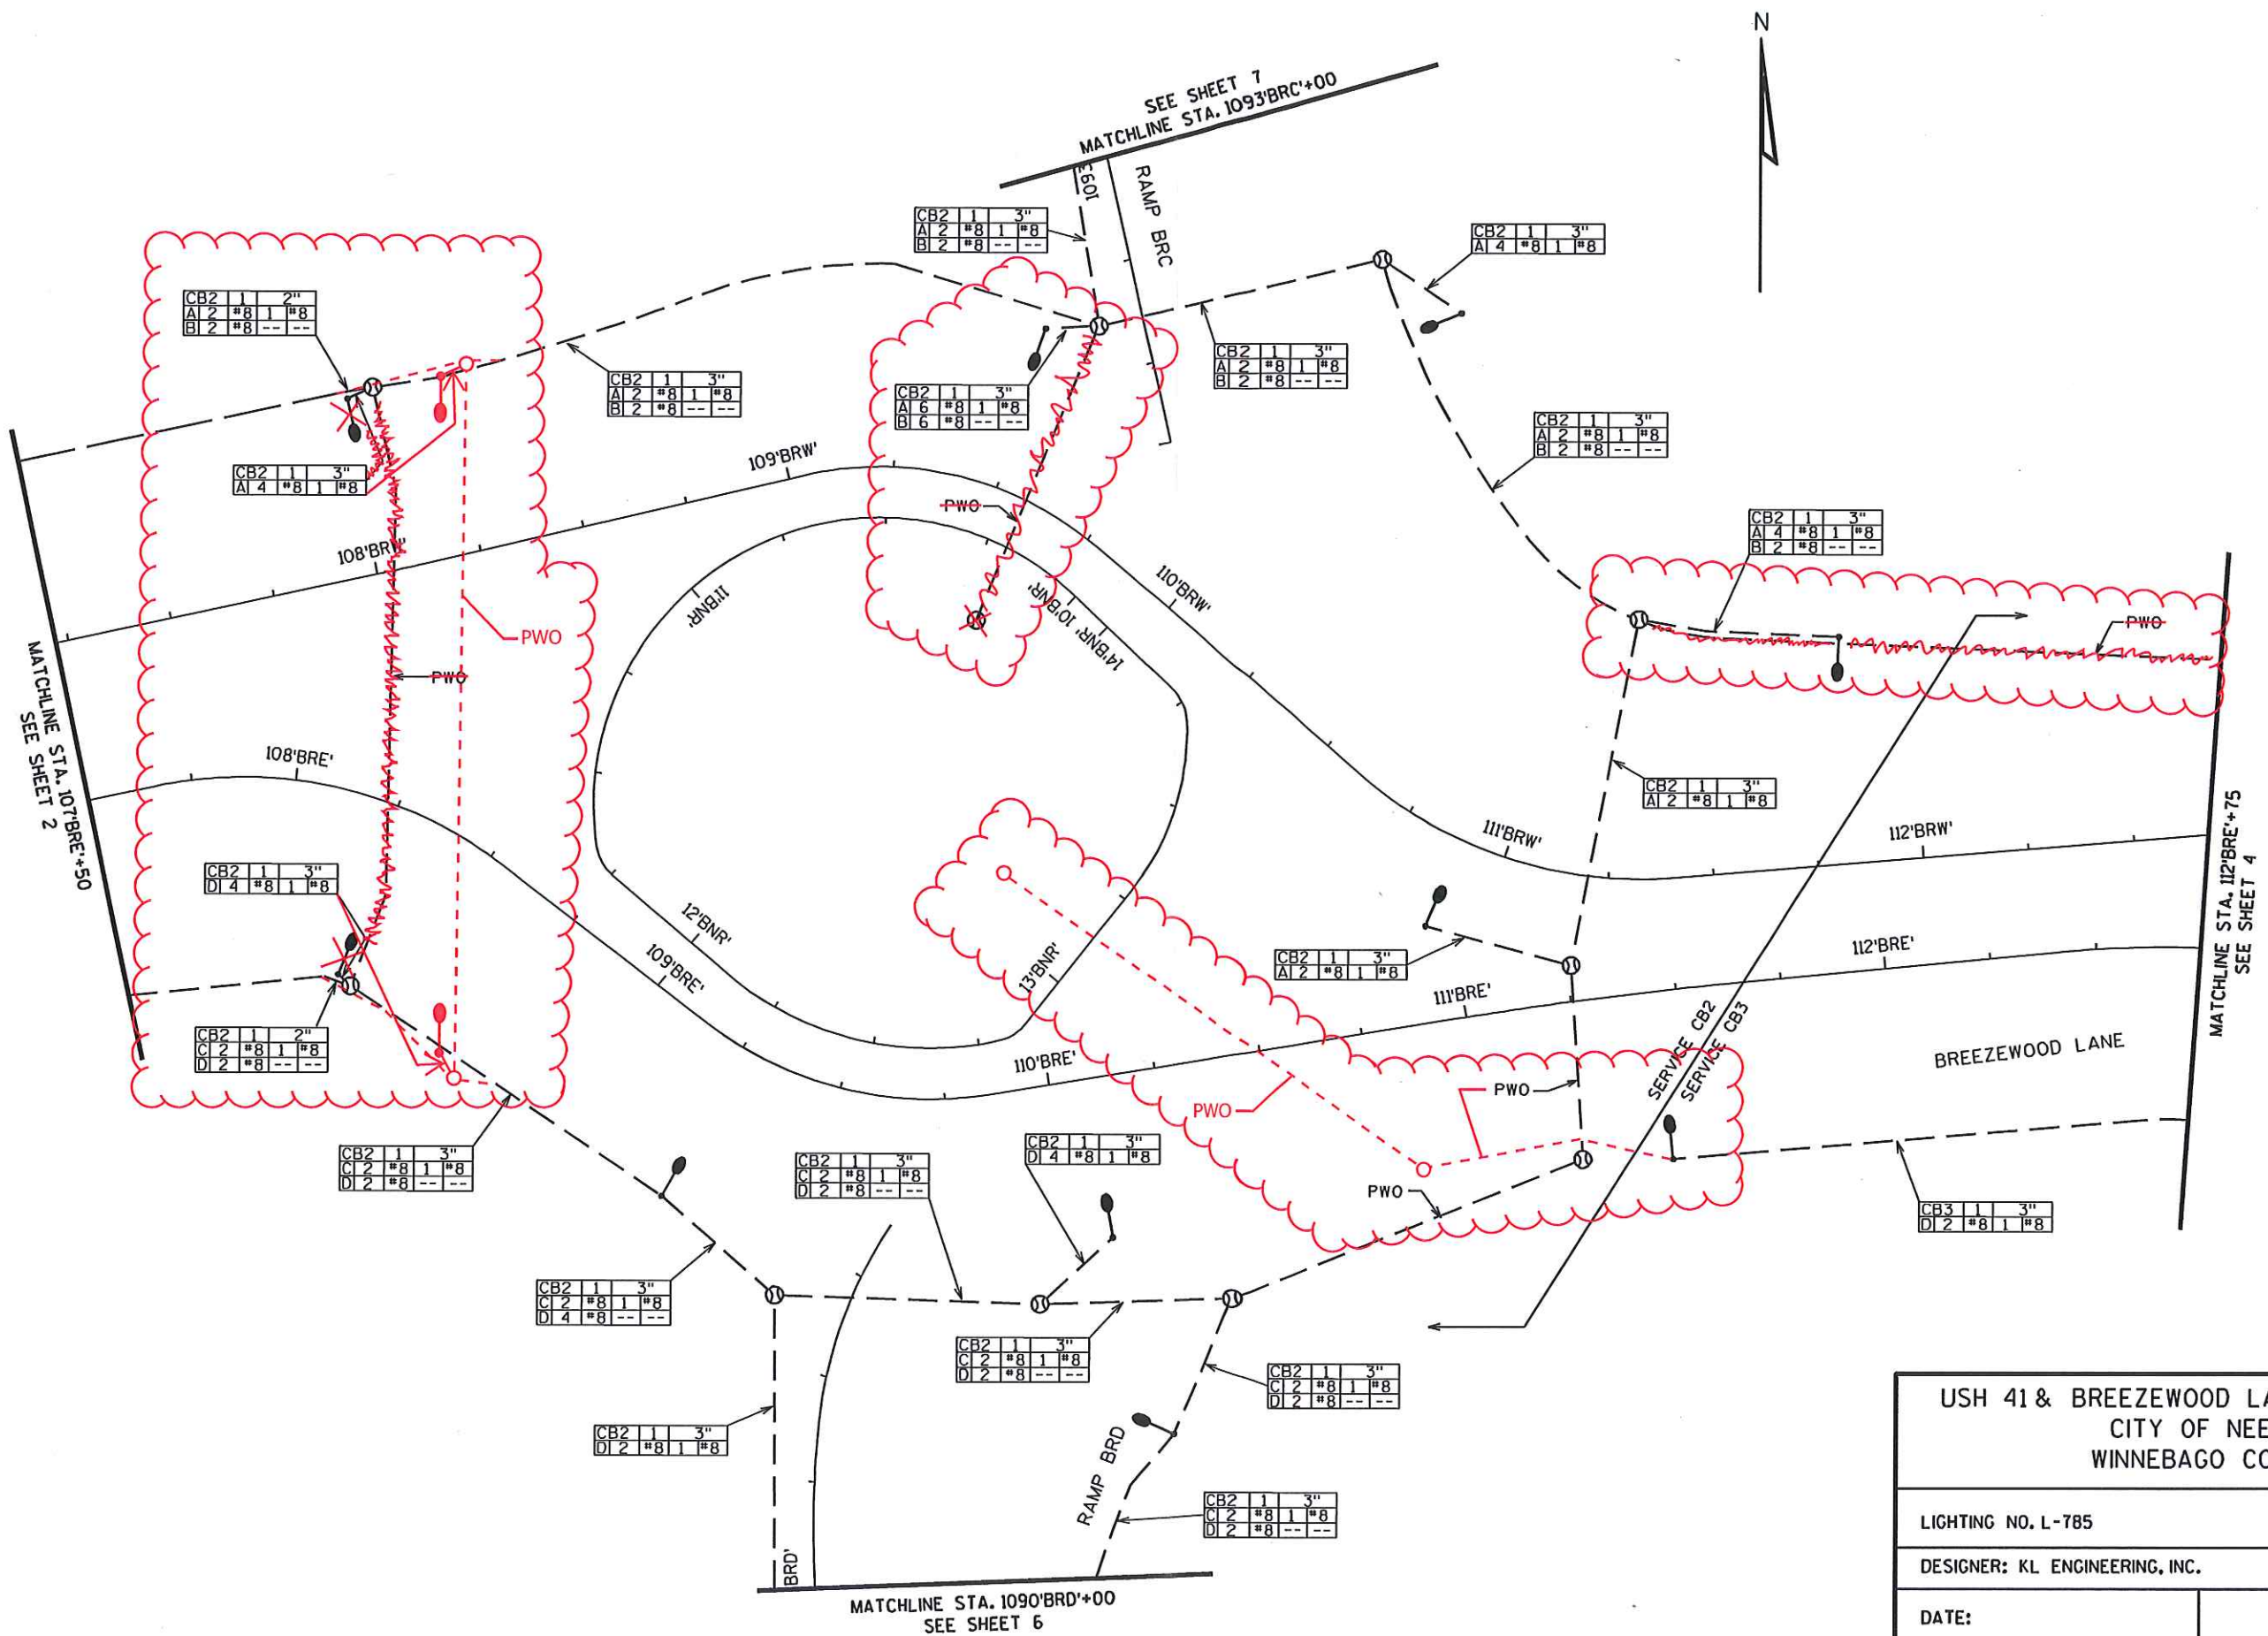 N
SEE SHEET 7
MATCHLINE STA. 1093'BRC'+00
1093
RAMP BRC
CB2 1 3"
A 2 #8 1 #8
B 2 #8 -- --
CB2 1 3"
A 4 #8 1 #8
CB2 1 2"
A 2 #8 1 #8
B 2 #8 -- --
CB2 1 3"
A 2 #8 1 #8
B 2 #8 -- --
CB2 1 3"
A 2 #8 1 #8
B 2 #8 -- --
CB2 1 3"
A 6 #8 1 #8
B 6 #8 -- --
CB2 1 3"
A 2 #8 1 #8
B 2 #8 -- --
CB2 1 3"
A 4 #8 1 #8
109'BRW'
PWO
108'BRW'
CB2 1 3"
A 4 #8 1 #8
B 2 #8 -- --
110'BRW'
11'BNR'
10'BNR'
14'BNR'
PWO
PWO
PWO
MATCHLINE STA. 107'BRE'+50
SEE SHEET 2
108'BRE'
CB2 1 3"
A 2 #8 1 #8
111'BRW'
112'BRW'
MATCHLINE STA. 112'BRE'+75
SEE SHEET 4
CB2 1 3"
D 4 #8 1 #8
12'BNR'
109'BRE'
13'BNR'
CB2 1 3"
A 2 #8 1 #8
111'BRE'
112'BRE'
SERVICE CB2
SERVICE CB3
BREEZEWOOD LANE
CB2 1 2"
C 2 #8 1 #8
D 2 #8 -- --
110'BRE'
PWO
PWO
CB2 1 3"
C 2 #8 1 #8
D 2 #8 -- --
CB2 1 3"
C 2 #8 1 #8
D 2 #8 -- --
CB2 1 3"
D 4 #8 1 #8
PWO
CB3 1 3"
D 2 #8 1 #8
CB2 1 3"
C 2 #8 1 #8
D 4 #8 -- --
CB2 1 3"
C 2 #8 1 #8
D 2 #8 -- --
CB2 1 3"
C 2 #8 1 #8
D 2 #8 -- --
CB2 1 3"
D 2 #8 1 #8
RAMP BRD
CB2 1 3"
C 2 #8 1 #8
D 2 #8 -- --
BRD'
MATCHLINE STA. 1090'BRD'+00
SEE SHEET 6
USH 41 & BREEZEWOOD LA
CITY OF NEE
WINNEBAGO CO
LIGHTING NO. L-785
DESIGNER: KL ENGINEERING, INC.
DATE: